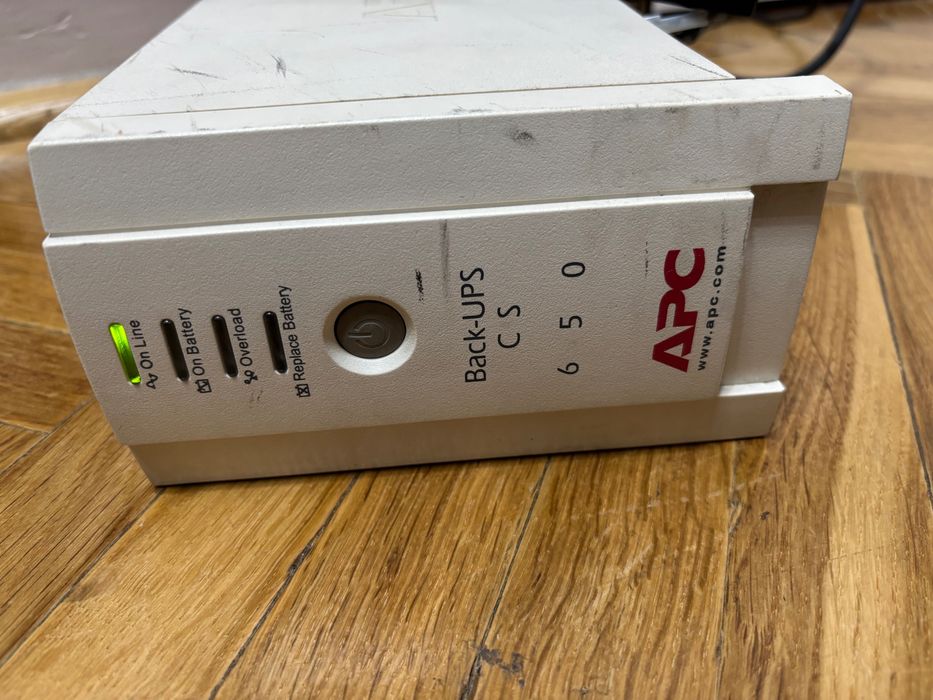 On Line
On Battery
Overload
Replace Battery
Back-UPS
CS
650
APC
www.apc.com